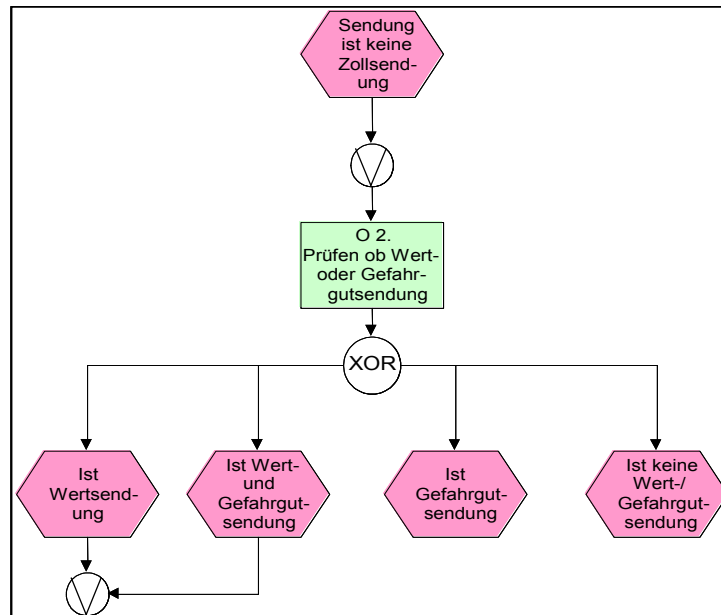 Sendung
ist keine
Zollsend-
ung
O 2.
Prüfen ob Wert-
oder Gefahr-
gutsendung
XOR
Ist
Wertsend-
ung
Ist Wert-
und
Gefahrgut-
sendung
Ist
Gefahrgut-
sendung
Ist keine
Wert-/
Gefahrgut-
sendung